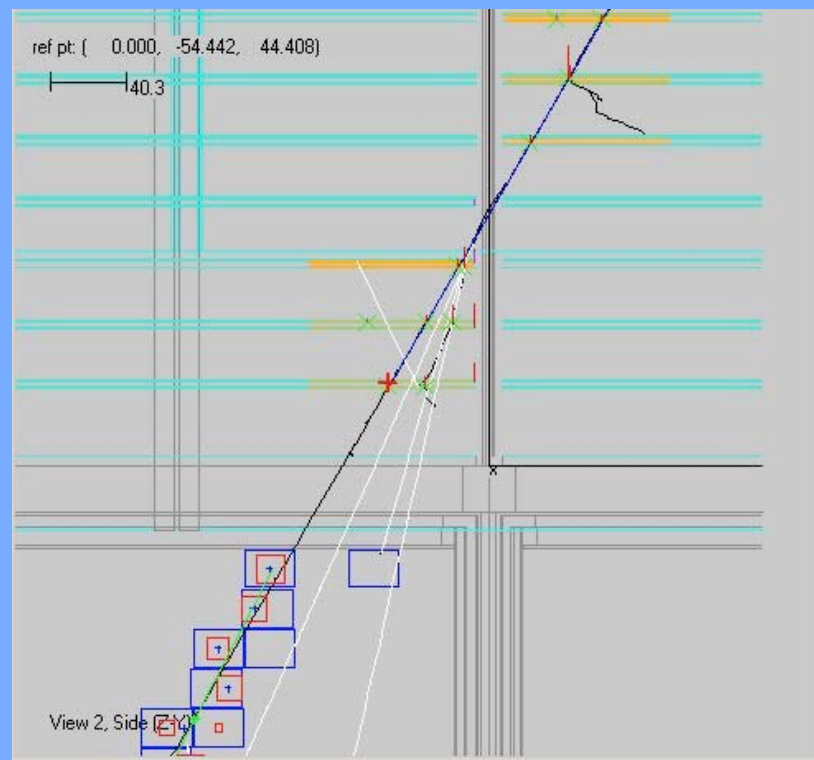 ref pt: ( 0.000, -54.442, 44.408)
40.3
x
View 2, Side (Z-Y)